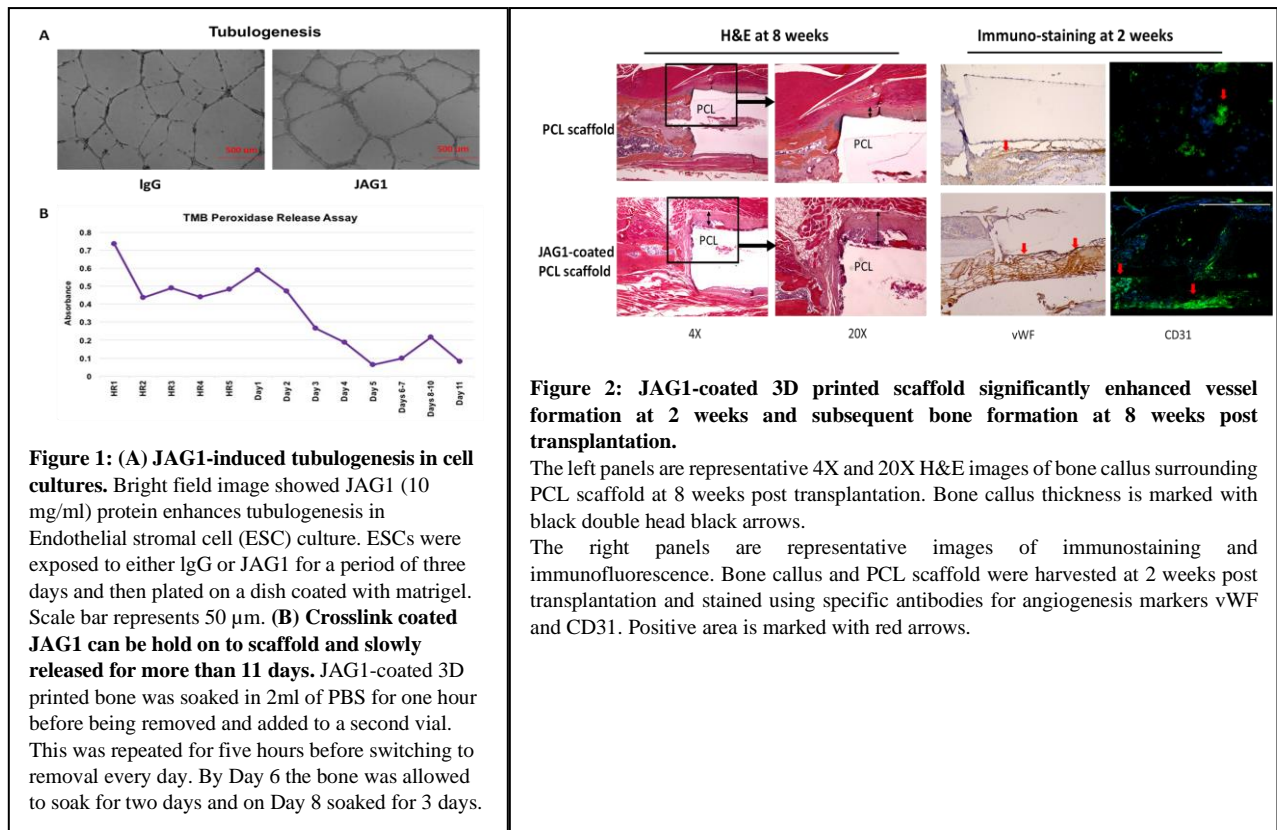 Tubulogenesis
A
500 um
500 um
IgG
JAG1
B
TMB Peroxidase Release Assay
Absorbance
0.8
0.7
0.6
0.5
0.4
0.3
0.2
0.1
0
HR1
HR2
HR3
HR4
HR5
Day1
Day 2
Day 3
Day 4
Day 5
Days 6-7
Days 8-10
Day 11
Figure 1: (A) JAG1-induced tubulogenesis in cell
cultures. Bright field image showed JAG1 (10
mg/ml) protein enhances tubulogenesis in
Endothelial stromal cell (ESC) culture. ESCs were
exposed to either lgG or JAG1 for a period of three
days and then plated on a dish coated with matrigel.
Scale bar represents 50 µm. (B) Crosslink coated
JAG1 can be hold on to scaffold and slowly
released for more than 11 days. JAG1-coated 3D
printed bone was soaked in 2ml of PBS for one hour
before being removed and added to a second vial.
This was repeated for five hours before switching to
removal every day. By Day 6 the bone was allowed
to soak for two days and on Day 8 soaked for 3 days.
H&E at 8 weeks
Immuno-staining at 2 weeks
PCL scaffold
PCL
PCL
JAG1-coated
PCL scaffold
PCL
PCL
4X
20X
vWF
CD31
Figure 2: JAG1-coated 3D printed scaffold significantly enhanced vessel
formation at 2 weeks and subsequent bone formation at 8 weeks post
transplantation.
The left panels are representative 4X and 20X H&E images of bone callus surrounding
PCL scaffold at 8 weeks post transplantation. Bone callus thickness is marked with
black double head black arrows.
The right panels are representative images of immunostaining and
immunofluorescence. Bone callus and PCL scaffold were harvested at 2 weeks post
transplantation and stained using specific antibodies for angiogenesis markers vWF
and CD31. Positive area is marked with red arrows.